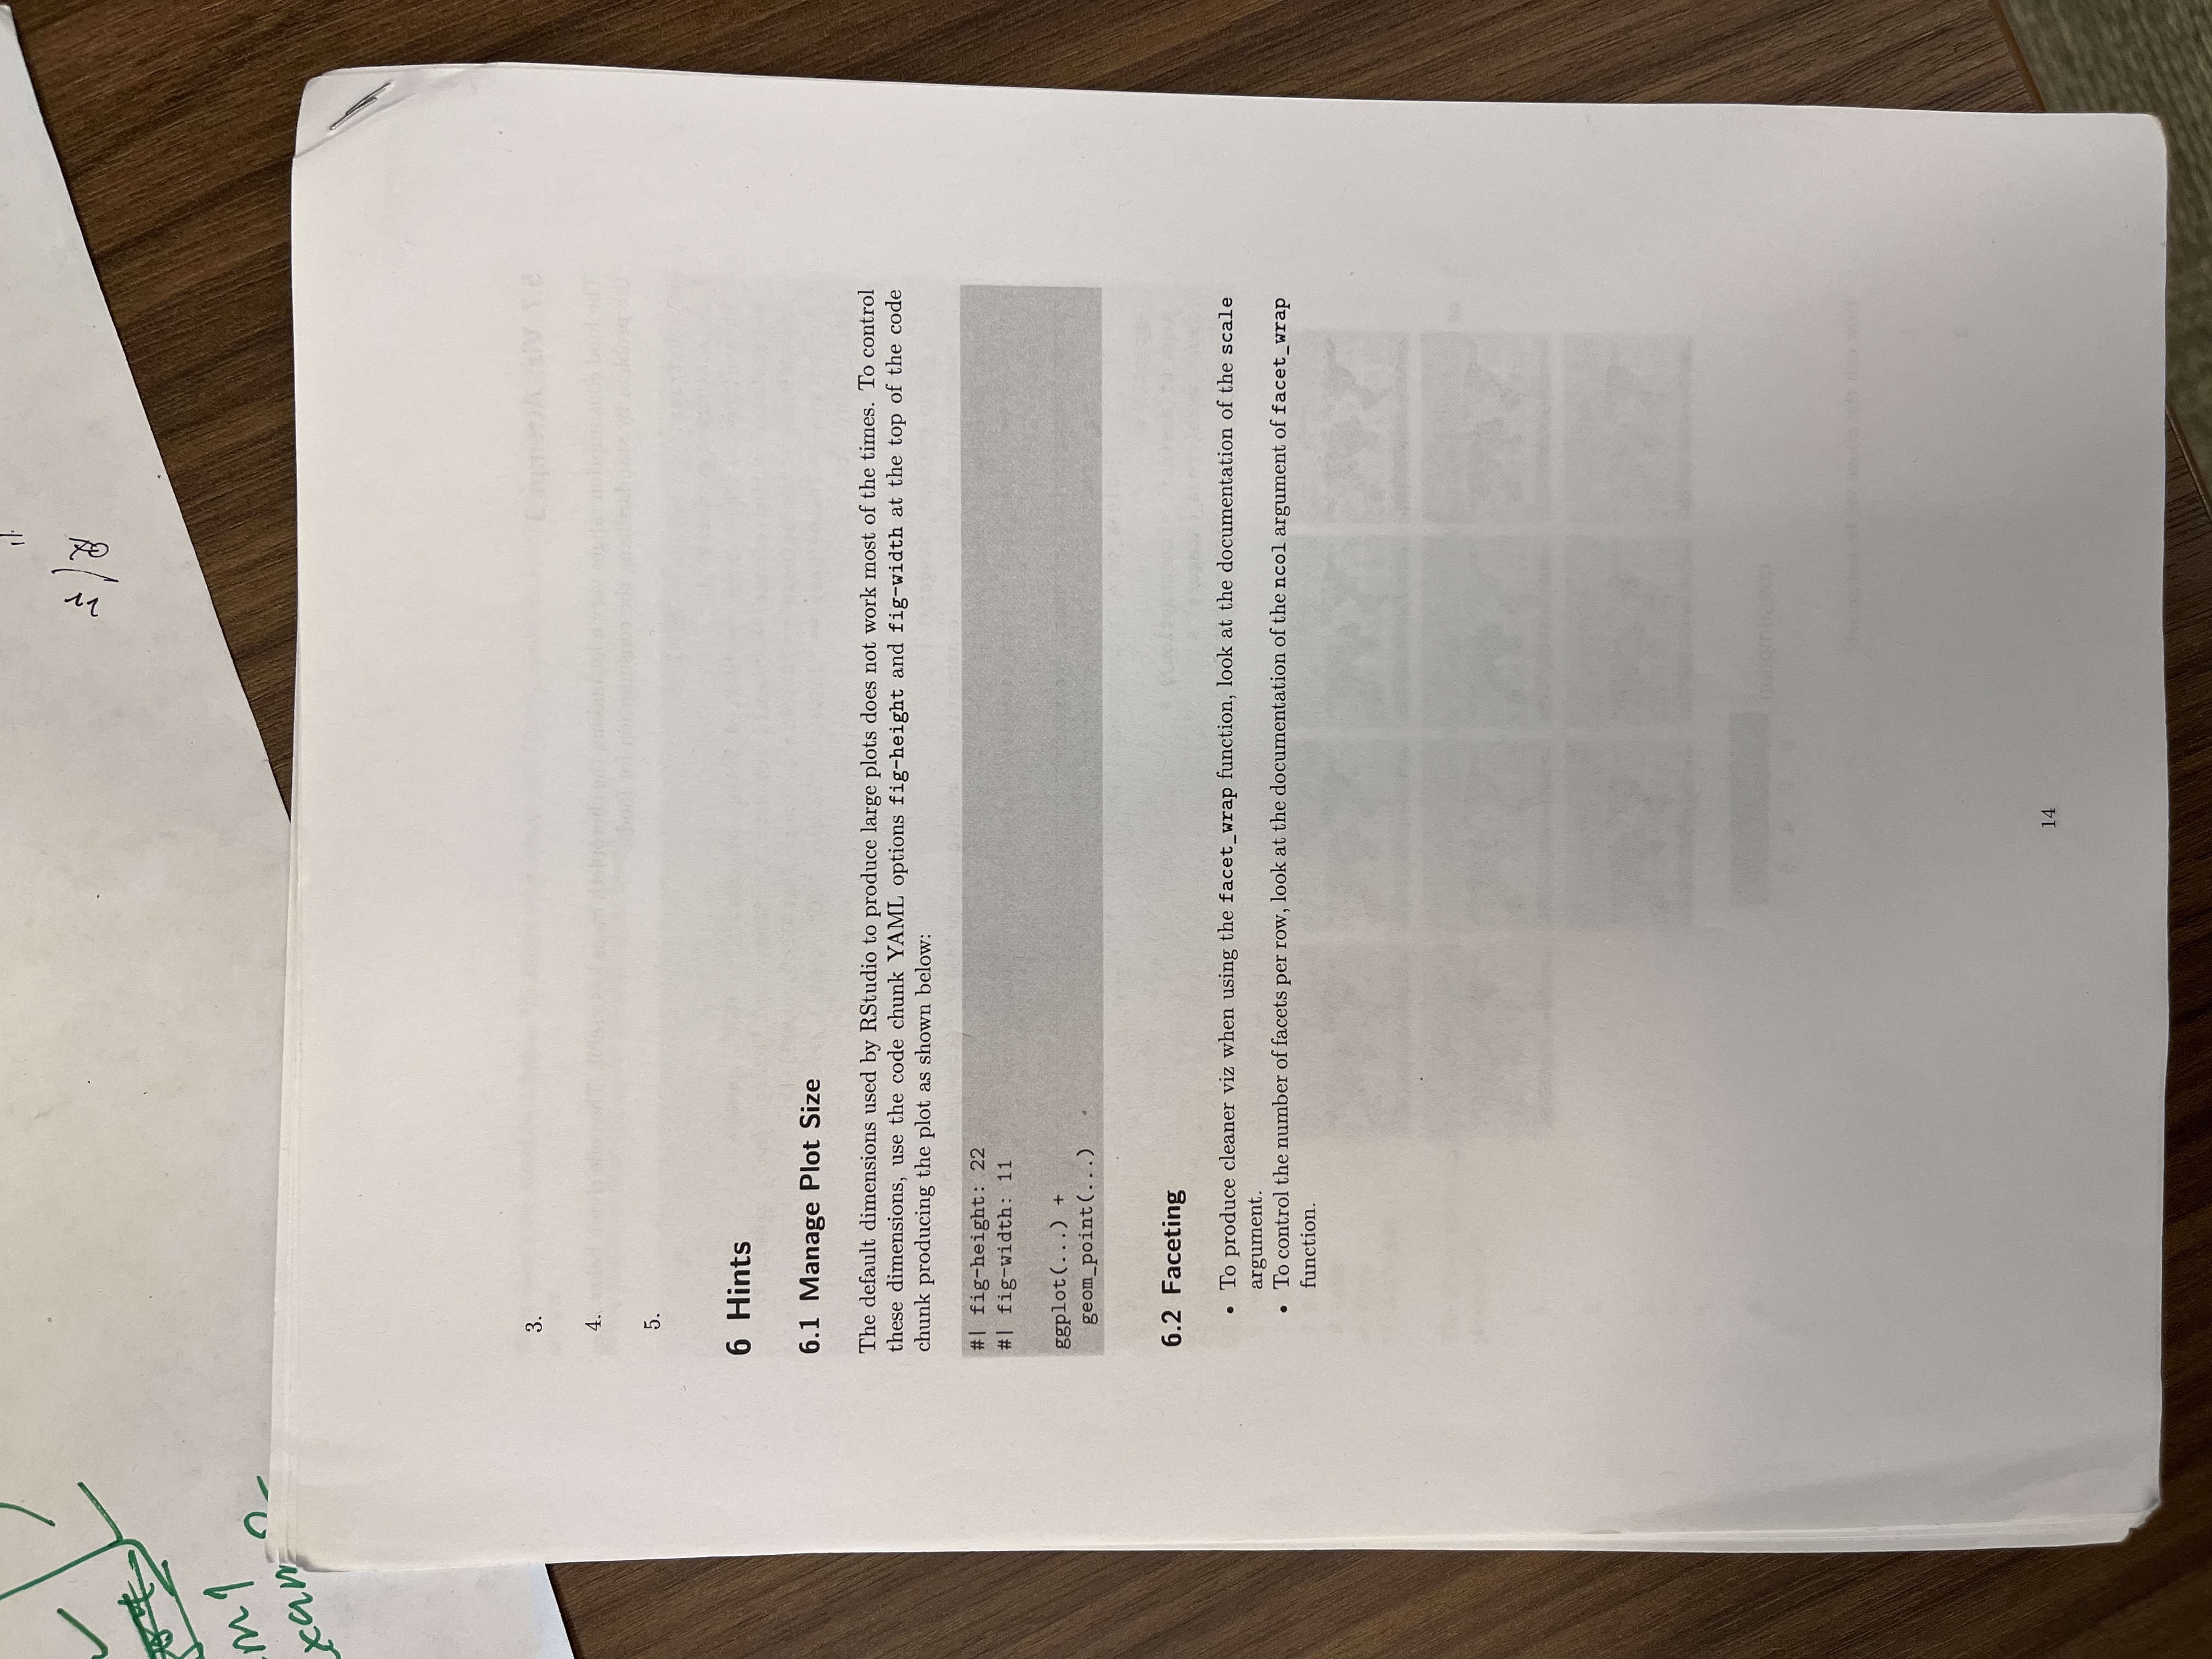 3.
4.
5.
6 Hints
6.1 Manage Plot Size
The default dimensions used by RStudio to produce large plots does not work most of the times. To control
these dimensions, use the code chunk YAML options fig-height and fig-width at the top of the code
chunk producing the plot as shown below:
#| fig-height: 22
#| fig-width: 11
ggplot(...) +
geom_point(...)
6.2 Faceting
• To produce cleaner viz when using the facet_wrap function, look at the documentation of the scale
argument.
• To control the number of facets per row, look at the documentation of the ncol argument of facet_wrap
function.
14